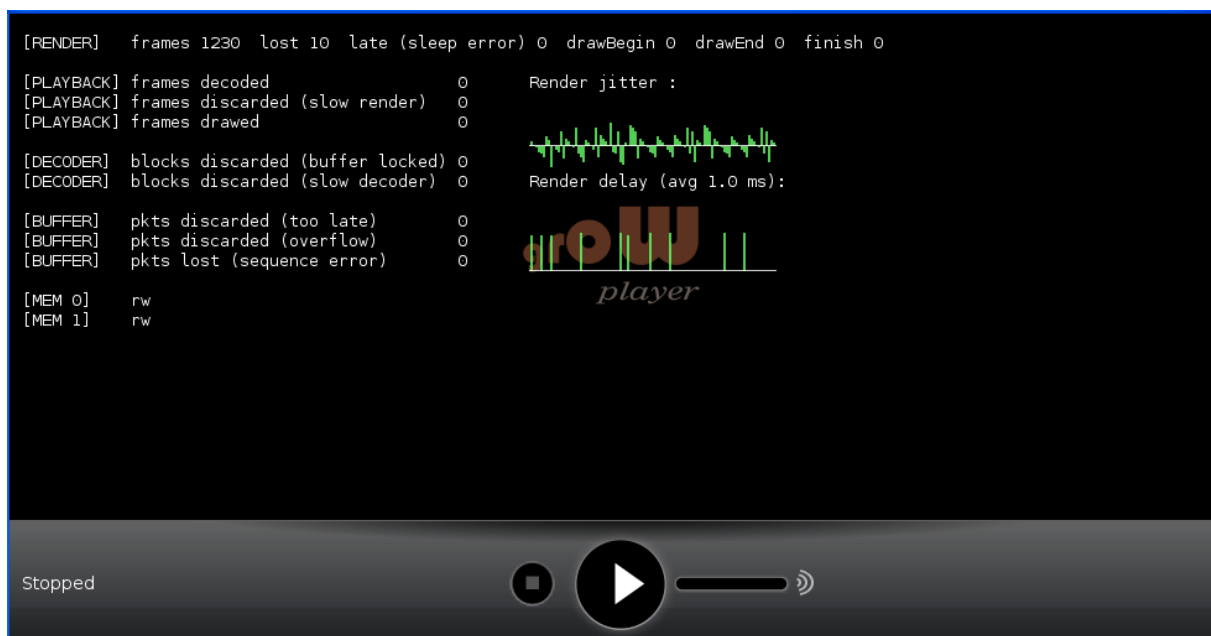 [RENDER] frames 1230 lost 10 late (sleep error) 0 drawBegin 0 drawEnd 0 finish 0
[PLAYBACK] frames decoded 0
[PLAYBACK] frames discarded (slow render) 0
[PLAYBACK] frames drawed 0
[DECODER] blocks discarded (buffer locked) 0
[DECODER] blocks discarded (slow decoder) 0
[BUFFER] pkts discarded (too late) 0
[BUFFER] pkts discarded (overflow) 0
[BUFFER] pkts lost (sequence error) 0
[MEM 0] rw
[MEM 1] rw
Render jitter :
Render delay (avg 1.0 ms):
groW
player
Stopped